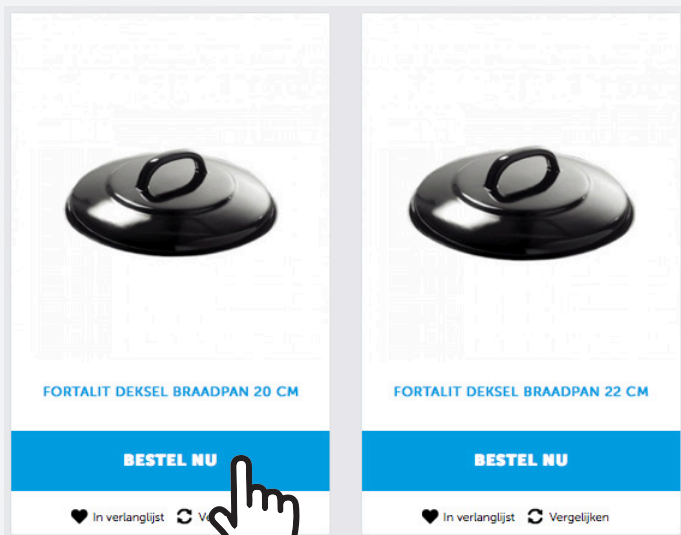 FORTALIT DEKSEL BRAADPAN 20 CM
BESTEL NU
In verlanglijst
FORTALIT DEKSEL BRAADPAN 22 CM
BESTEL NU
In verlanglijst Vergelijken